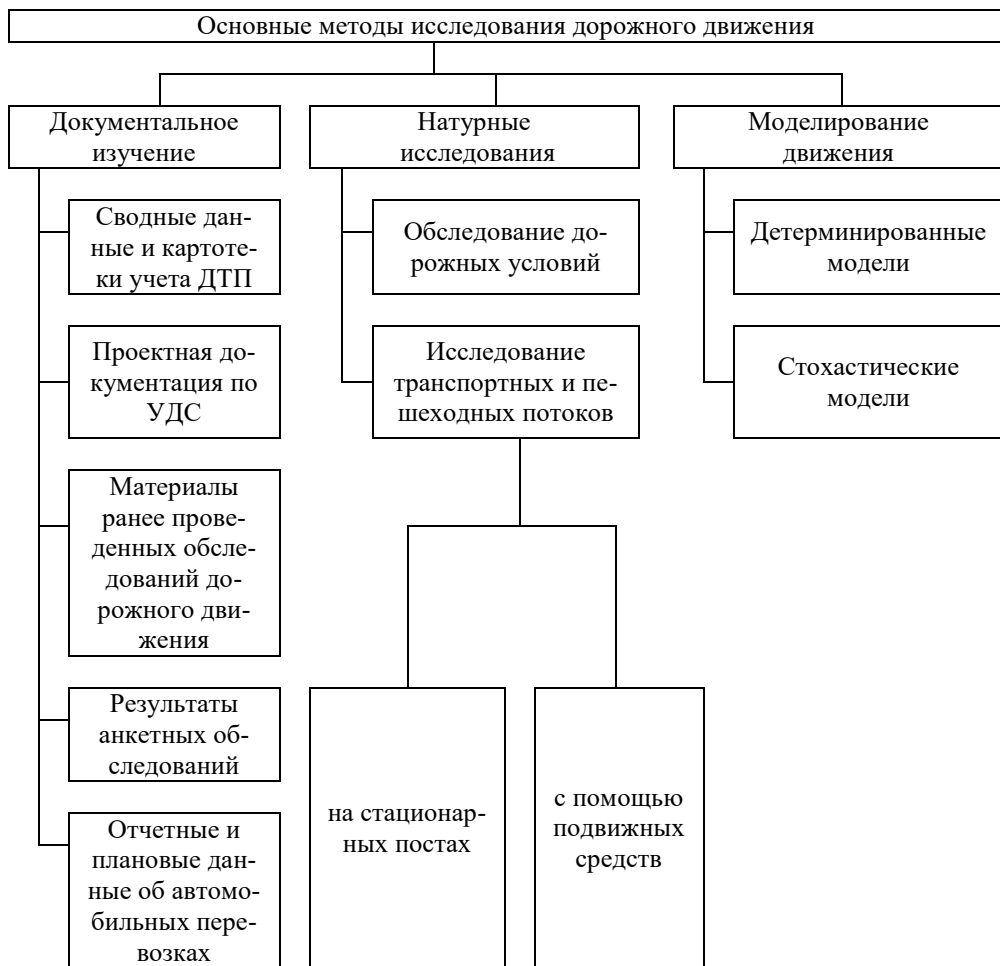 Основные методы исследования дорожного движения
Документальное
изучение
Сводные дан-
ные и картоте-
ки учета ДТП
Проектная до-
кументация по
УДС
Материалы
ранее прове-
денных обсле-
дований до-
рожного дви-
жения
Результаты
анкетных об-
следований
Отчетные и
плановые дан-
ные об автомо-
бильных пере-
возках
Натурные
исследования
Обследование до-
рожных условий
Исследование
транспортных и пе-
шеходных потоков
на стационар-
ных постах
с помощью
подвижных
средств
Моделирование
движения
Детерминированные
модели
Стохастические
модели